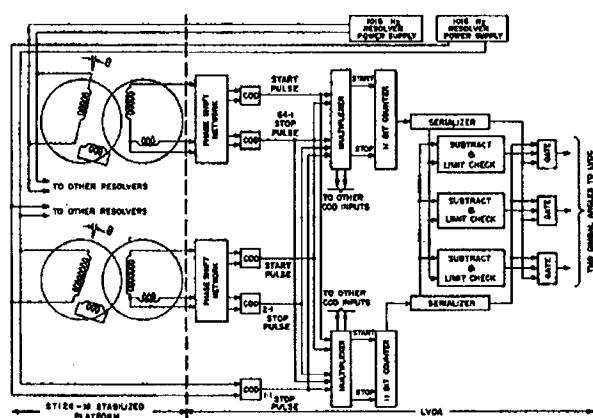 1016 Hz
RESOLVER
POWER SUPPLY
1016 Hz
RESOLVER
POWER SUPPLY
θ
START
PULSE
64:1
STOP
PULSE
PHASE SHIFT
NETWORK
COD
COD
MULTIPLEXER
START
STOP
11 BIT COUNTER
SERIALIZER
SUBTRACT
&
LIMIT CHECK
GATE
SUBTRACT
&
LIMIT CHECK
GATE
SUBTRACT
&
LIMIT CHECK
GATE
SERIALIZER
TWO GIMBAL ANGLES TO LVDC
TO OTHER RESOLVERS
TO OTHER RESOLVERS
TO OTHER
COD INPUTS
θ
PHASE SHIFT
NETWORK
COD
START
PULSE
COD
2:1
STOP
PULSE
TO OTHER
COD INPUTS
MULTIPLEXER
START
STOP
11 BIT COUNTER
COD
1:1
STOP
PULSE
ST124-M STABILIZED
PLATFORM
LVDA